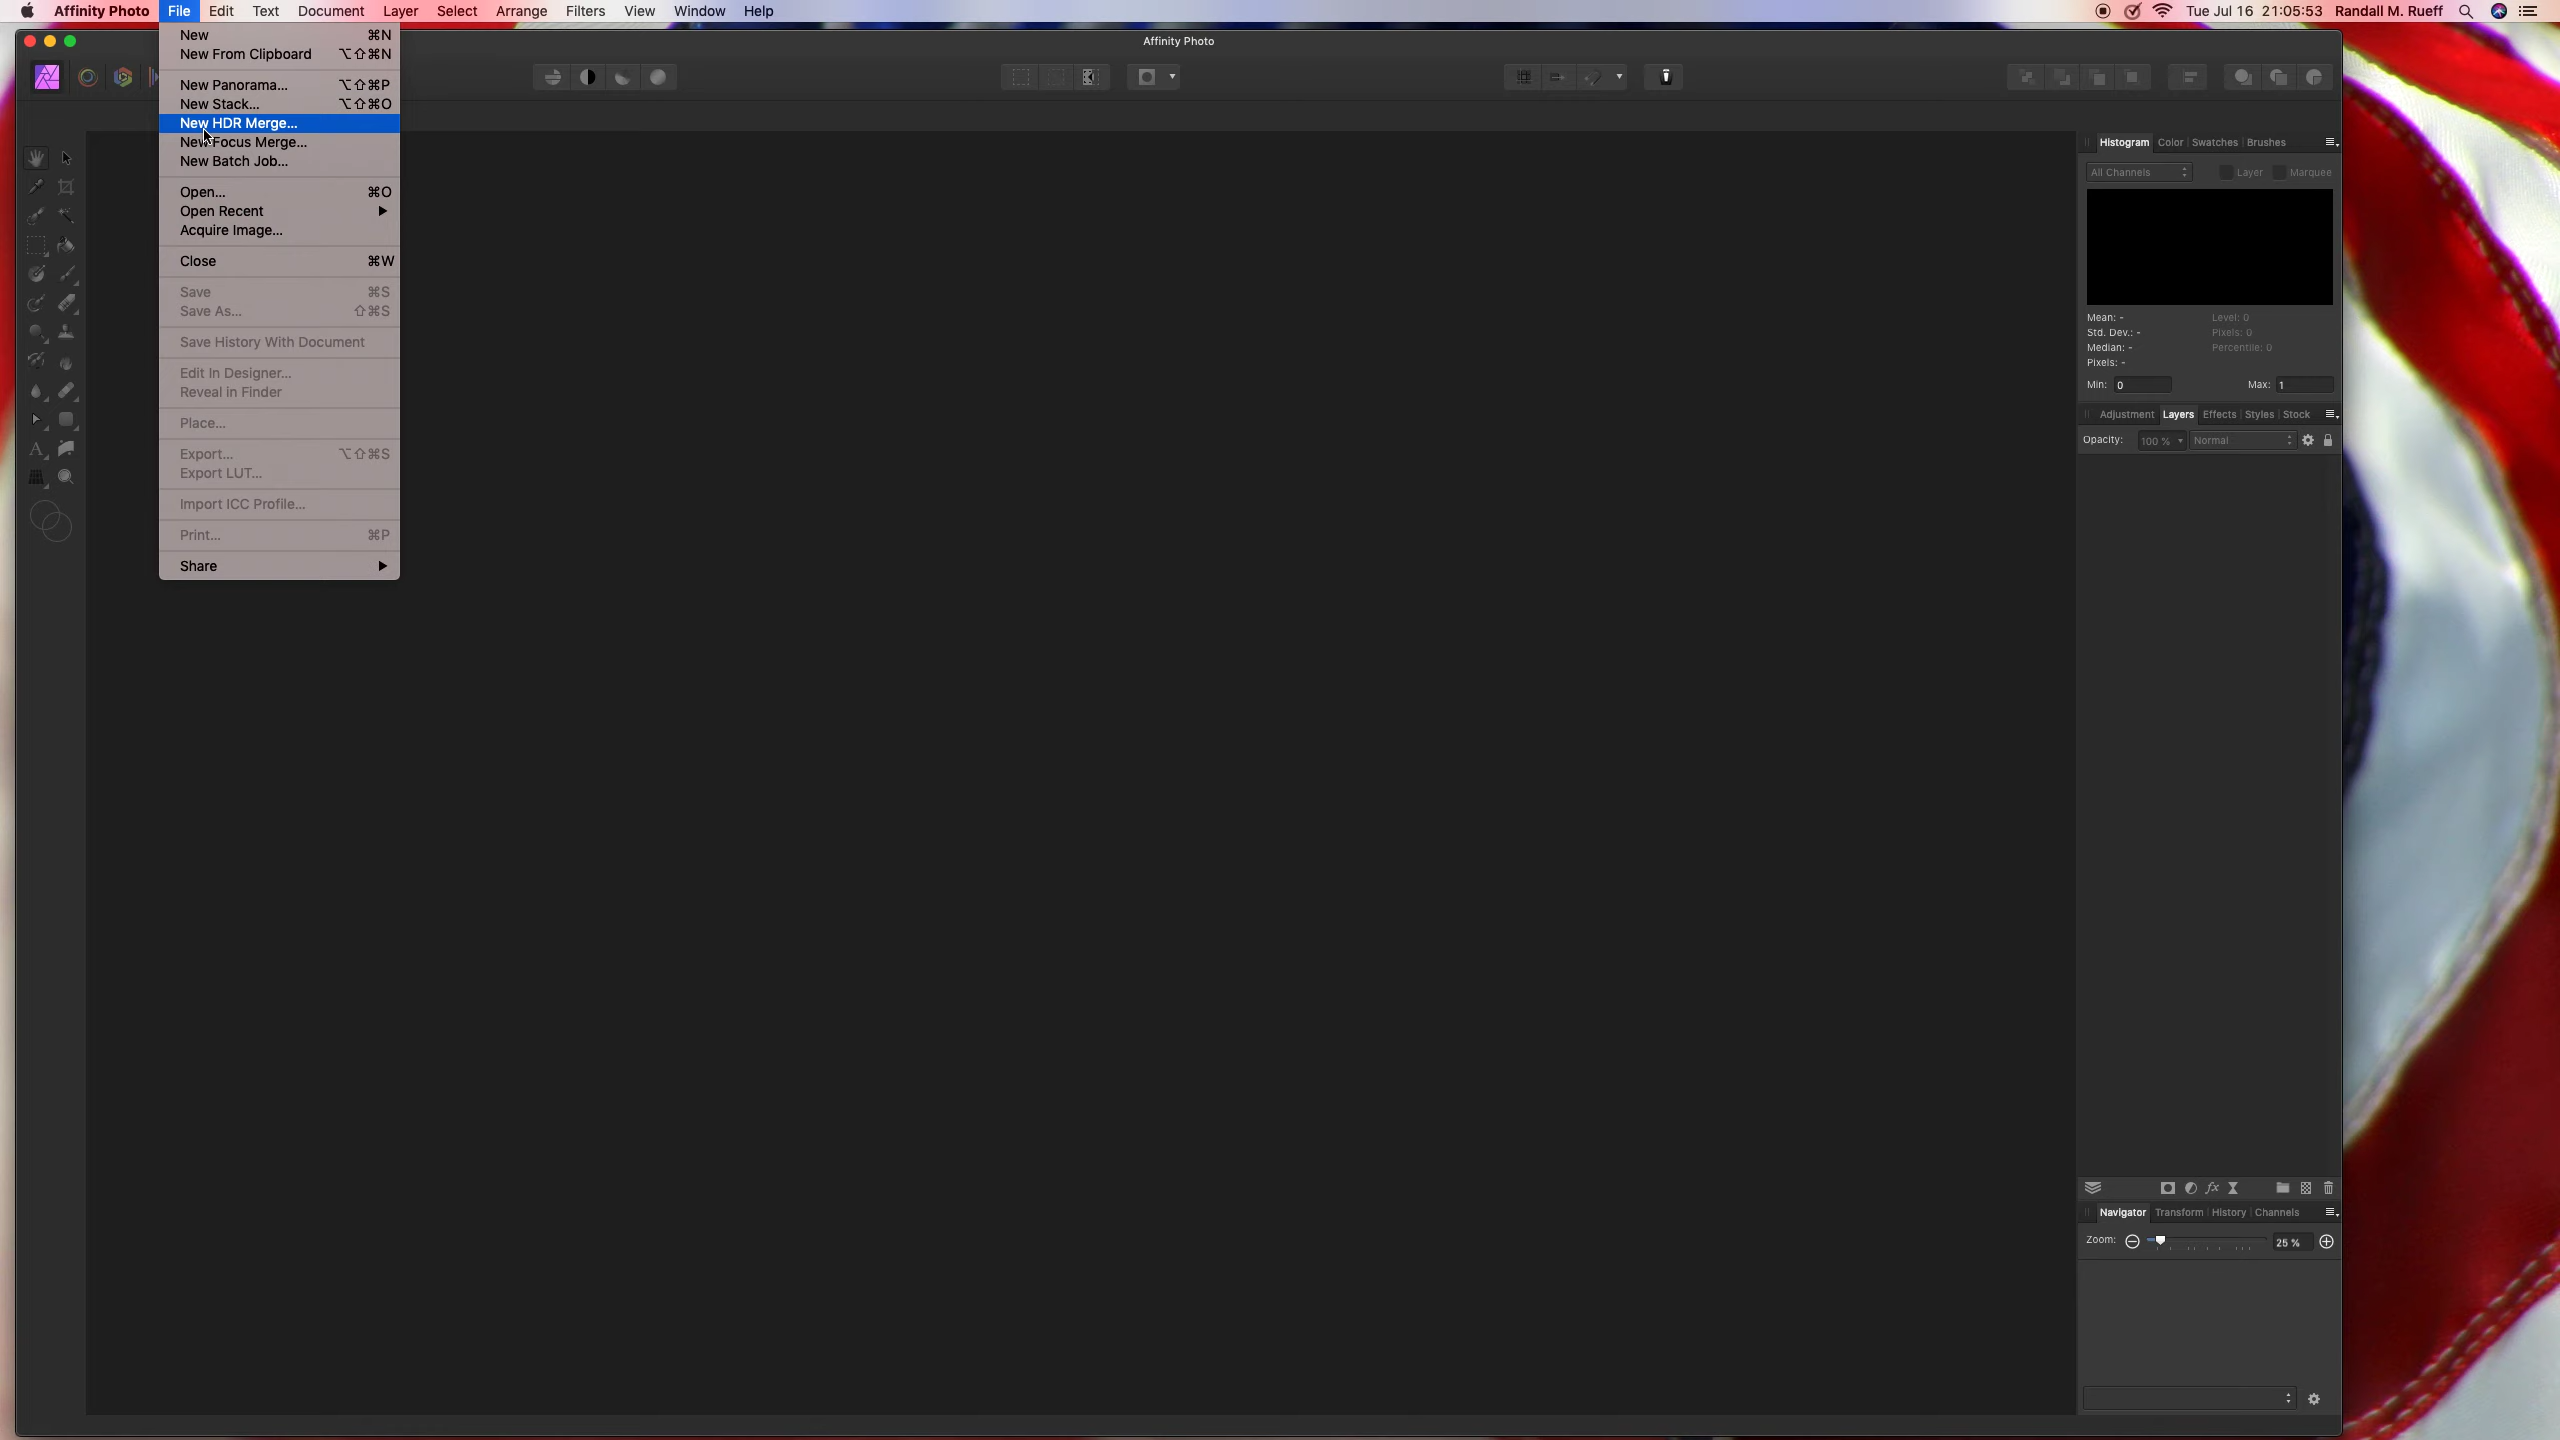 Affinity Photo File Edit Text Document Layer Select Arrange Filters View Window Help Tue Jul 16 21:05:53 Randall M. Rueff
Affinity Photo
New ⌘N
New From Clipboard ⌥⇧⌘N
New Panorama... ⌥⇧⌘P
New Stack... ⌥⇧⌘O
New HDR Merge...
New Focus Merge...
New Batch Job...
Open... ⌘O
Open Recent
Acquire Image...
Close ⌘W
Save ⌘S
Save As... ⇧⌘S
Save History With Document
Edit In Designer...
Reveal in Finder
Place...
Export... ⌥⇧⌘S
Export LUT...
Import ICC Profile...
Print... ⌘P
Share
Histogram Color Swatches Brushes
All Channels Layer Marquee
Mean: - Level: 0
Std. Dev.: - Pixels: 0
Median: - Percentile: 0
Pixels: -
Min: 0 Max: 1
Adjustment Layers Effects Styles Stock
Opacity: 100 % Normal
fx
Navigator Transform History Channels
Zoom: 25 %